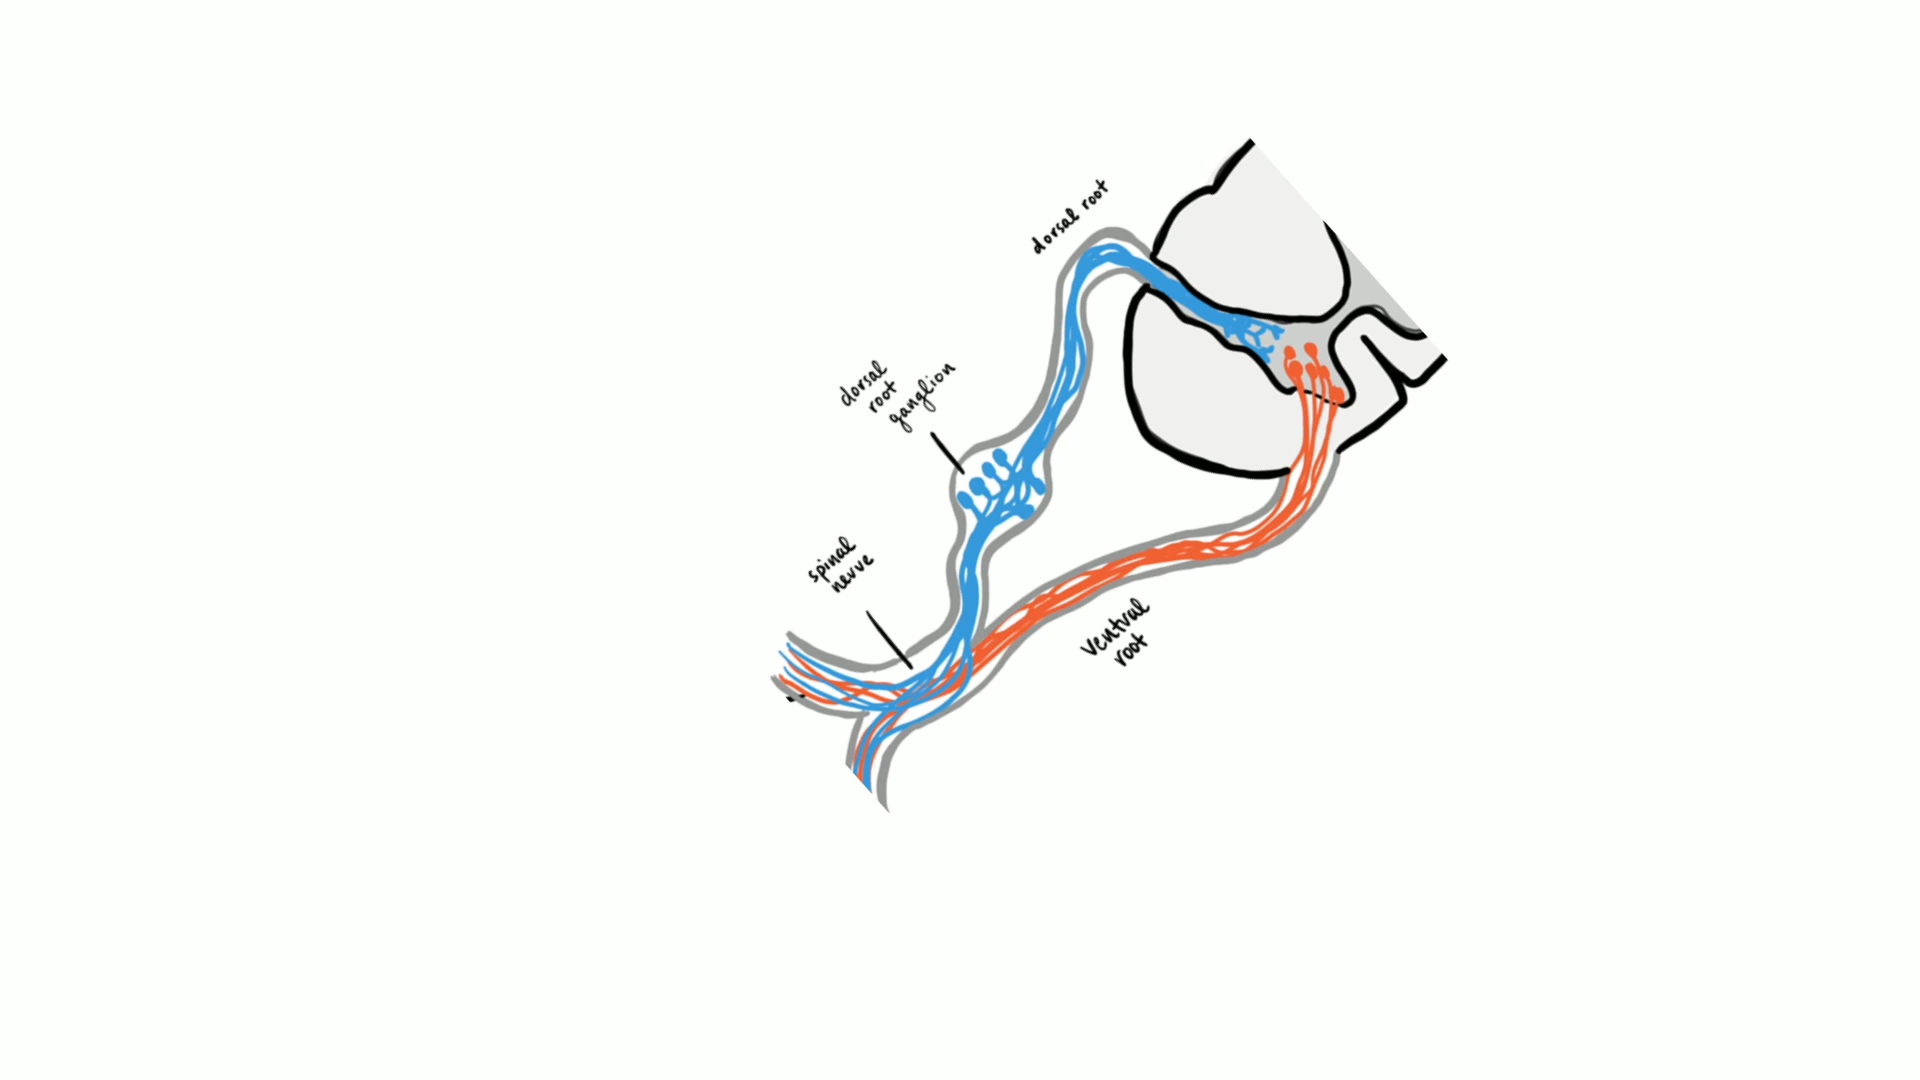 dorsal root
dorsal
root
ganglion
spinal
nerve
ventral
root